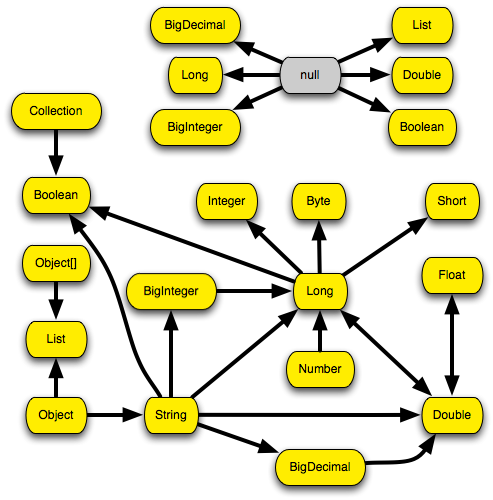 BigDecimal
List
Long
null
Double
BigInteger
Boolean
Collection
Boolean
Integer
Byte
Short
Object[]
BigInteger
Long
Float
List
Number
Object
String
Double
BigDecimal